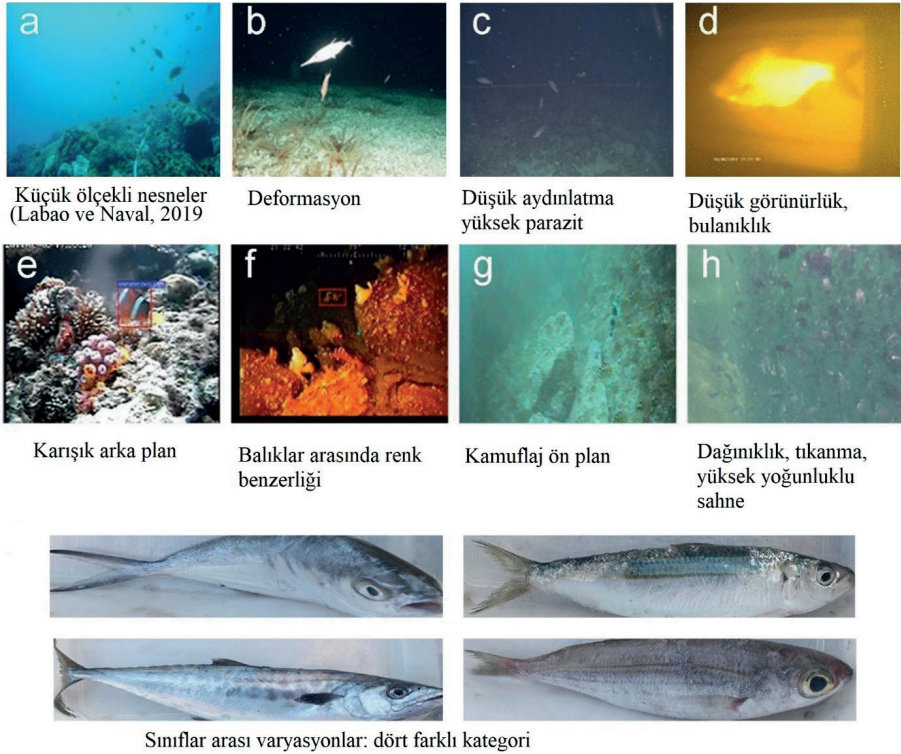 a
b
c
d
Küçük ölçekli nesneler
(Labao ve Naval, 2019
Deformasyon
Düşük aydınlatma
yüksek parazit
Düşük görünürlük,
bulanıklık
e
f
g
h
Karışık arka plan
Balıklar arasında renk
benzerliği
Kamuflaj ön plan
Dağınıklık, tıkanma,
yüksek yoğunluklu
sahne
Sınıflar arası varyasyonlar: dört farklı kategori